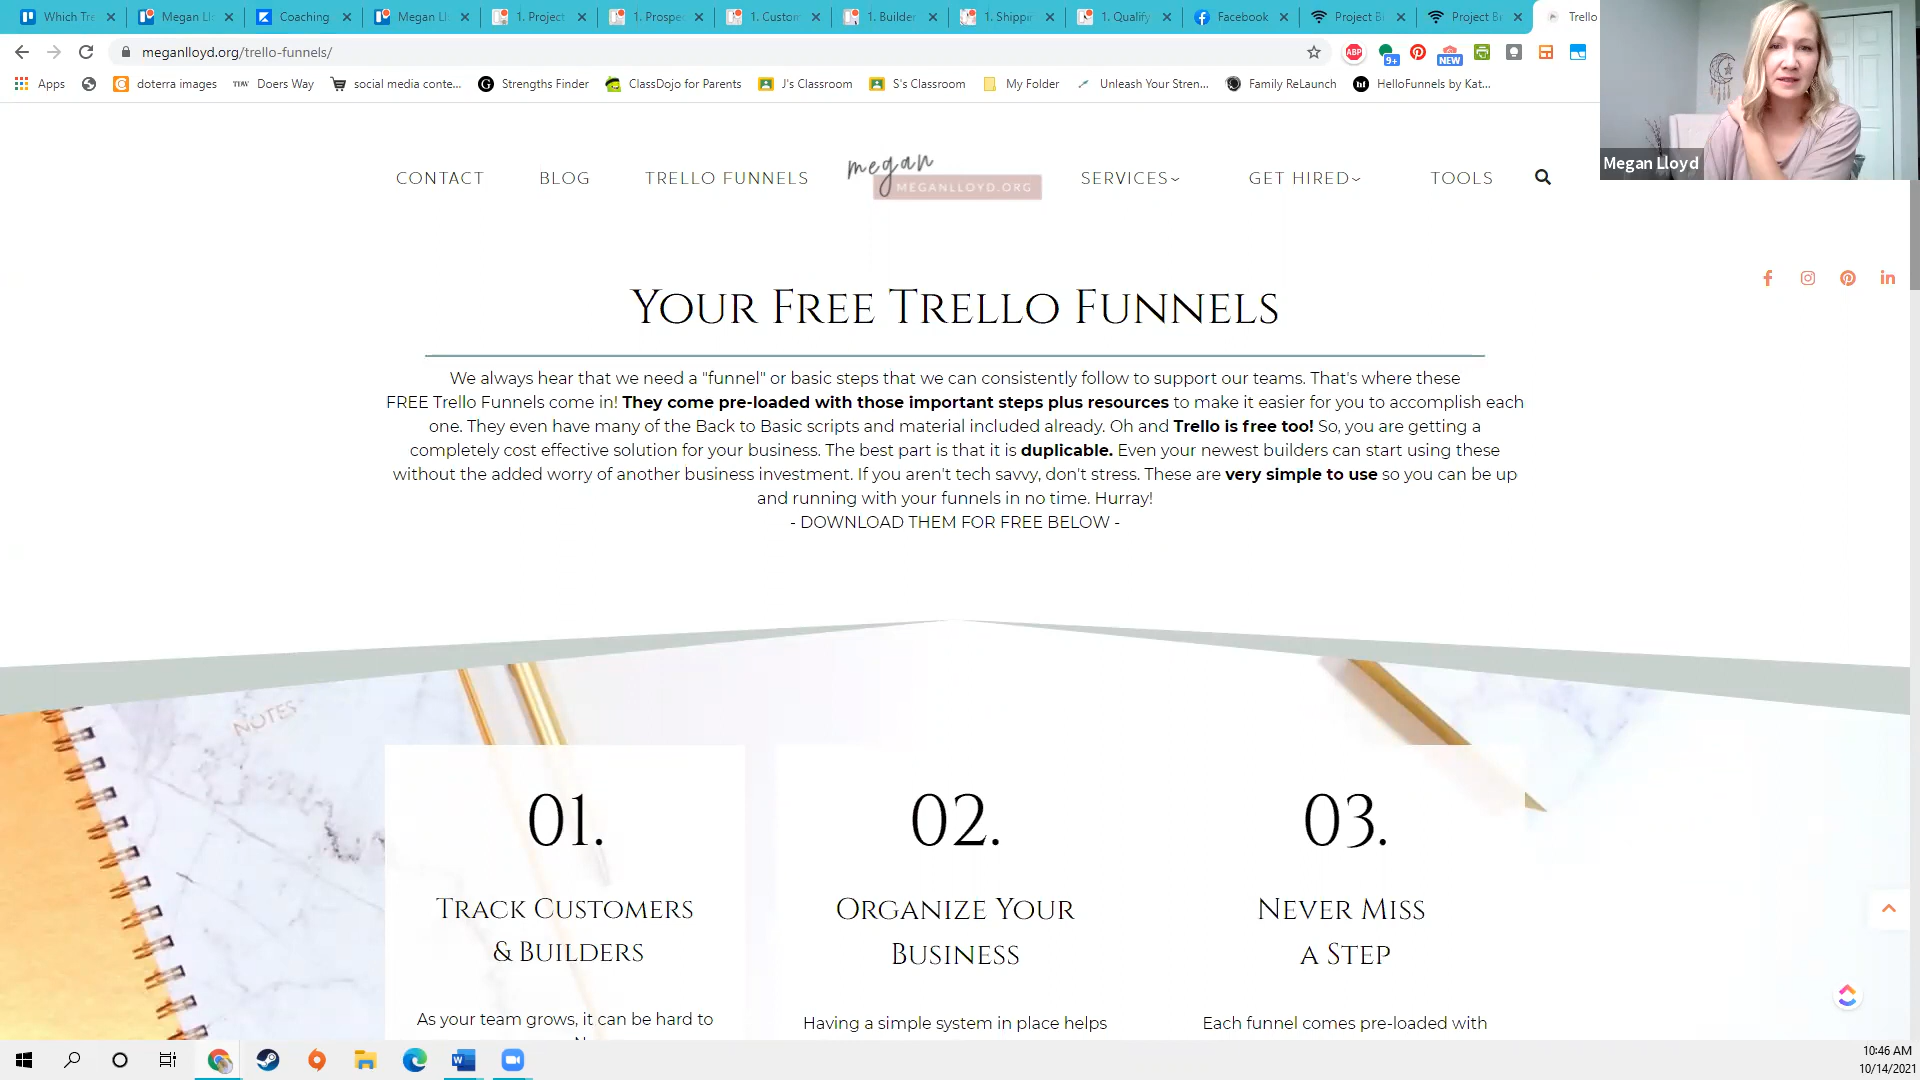 Which Tre
Megan Ll
Coaching
Megan Ll
1. Project
1. Prospe
1. Custom
1. Builder
1. Shippin
1. Qualify
Facebook
Project Br
Project Br
Trello
meganlloyd.org/trello-funnels/
ABP
9+
NEW
Apps
doterra images
TDW Doers Way
social media conte...
Strengths Finder
ClassDojo for Parents
J's Classroom
S's Classroom
My Folder
Unleash Your Stren...
Family ReLaunch
hf HelloFunnels by Kat...
Megan Lloyd
CONTACT
BLOG
TRELLO FUNNELS
megan
MEGANLLOYD.ORG
SERVICES
GET HIRED
TOOLS
Your Free Trello Funnels
We always hear that we need a "funnel" or basic steps that we can consistently follow to support our teams. That's where these
FREE Trello Funnels come in! They come pre-loaded with those important steps plus resources to make it easier for you to accomplish each
one. They even have many of the Back to Basic scripts and material included already. Oh and Trello is free too! So, you are getting a
completely cost effective solution for your business. The best part is that it is duplicable. Even your newest builders can start using these
without the added worry of another business investment. If you aren't tech savvy, don't stress. These are very simple to use so you can be up
and running with your funnels in no time. Hurray!
- DOWNLOAD THEM FOR FREE BELOW -
NOTES
01.
Track Customers
& Builders
As your team grows, it can be hard to
02.
Organize Your
Business
Having a simple system in place helps
03.
Never Miss
a Step
Each funnel comes pre-loaded with
10:46 AM
10/14/2021